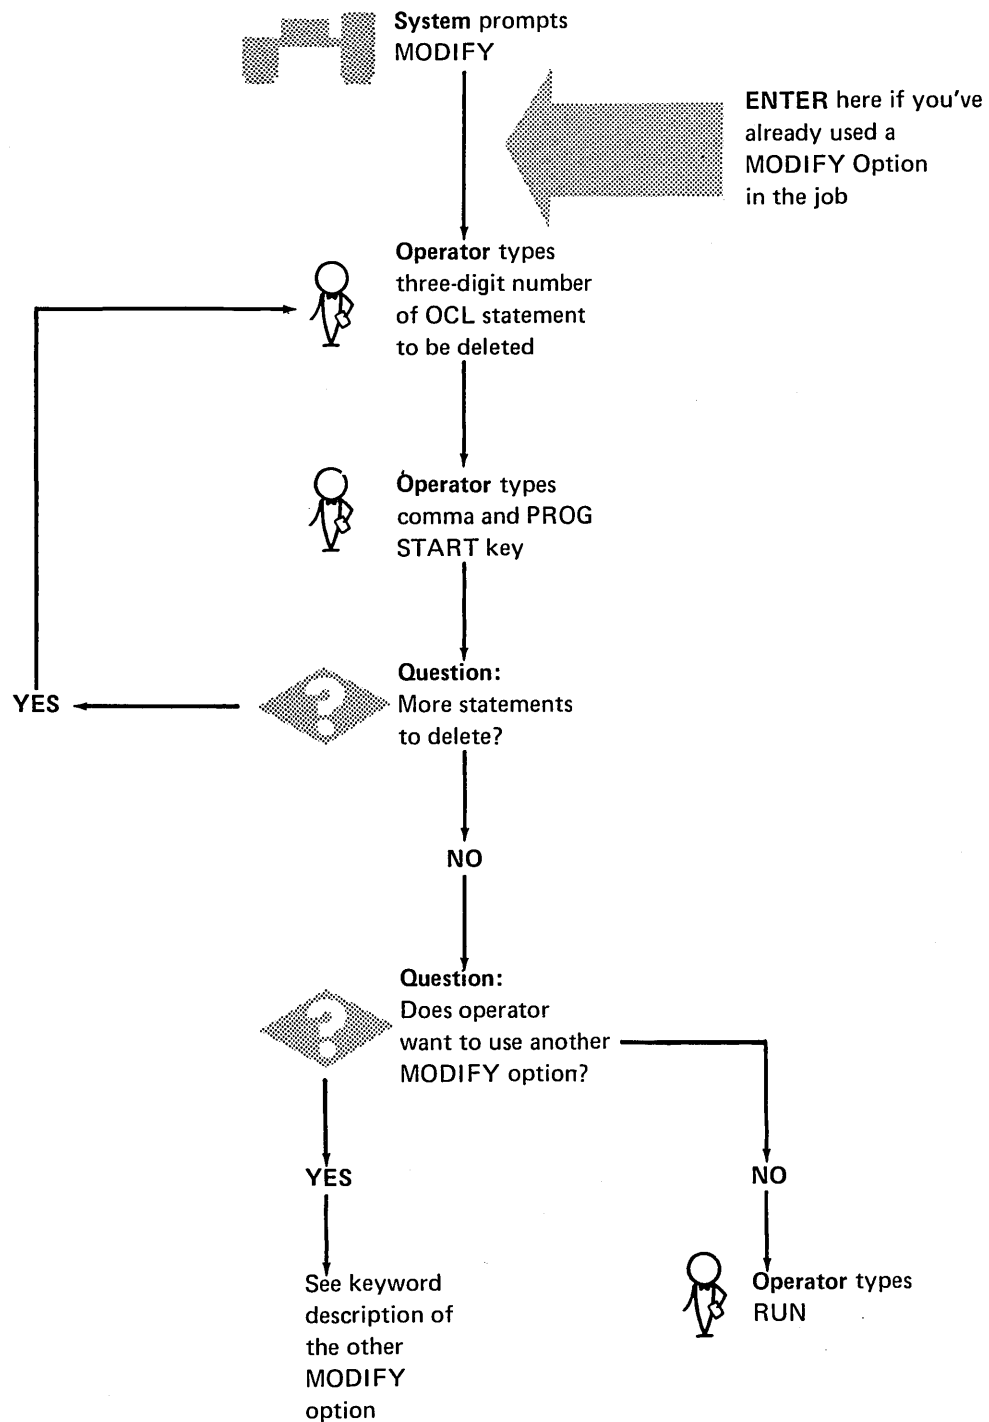 System prompts
MODIFY
ENTER here if you've
already used a
MODIFY Option
in the job
Operator types
three-digit number
of OCL statement
to be deleted
Operator types
comma and PROG
START key
Question:
More statements
to delete?
YES
NO
Question:
Does operator
want to use another
MODIFY option?
YES
NO
See keyword
description of
the other
MODIFY
option
Operator types
RUN